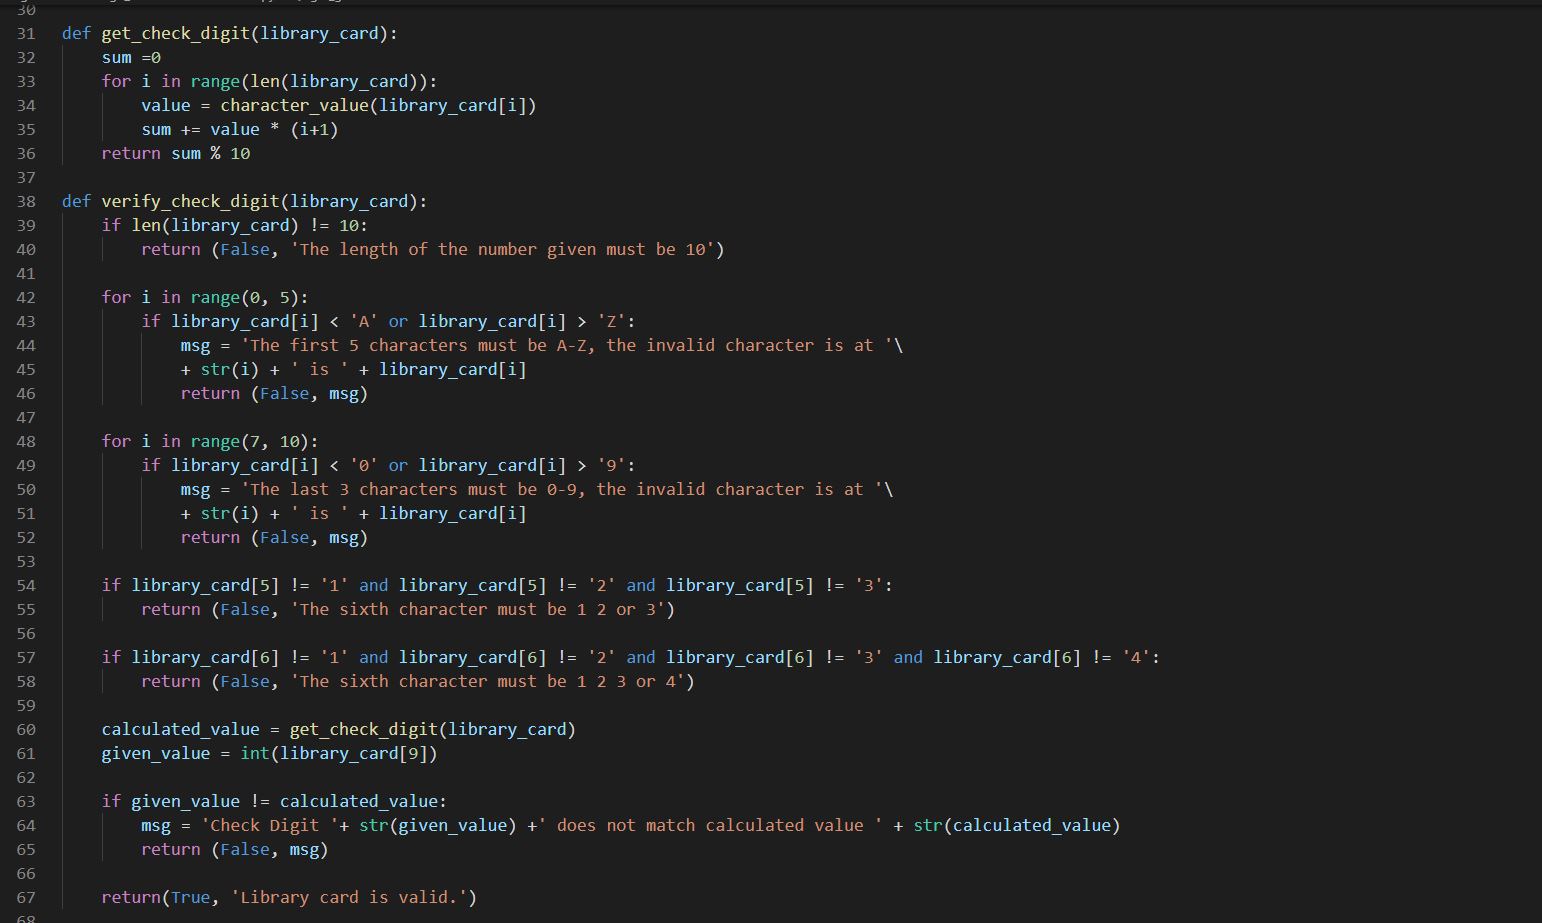 30
31 def get_check_digit(library_card):
32     sum =0
33     for i in range(len(library_card)):
34         value = character_value(library_card[i])
35         sum += value * (i+1)
36     return sum % 10
37
38 def verify_check_digit(library_card):
39     if len(library_card) != 10:
40         return (False, 'The length of the number given must be 10')
41
42     for i in range(0, 5):
43         if library_card[i] < 'A' or library_card[i] > 'Z':
44             msg = 'The first 5 characters must be A-Z, the invalid character is at '\
45             + str(i) + ' is ' + library_card[i]
46             return (False, msg)
47
48     for i in range(7, 10):
49         if library_card[i] < '0' or library_card[i] > '9':
50             msg = 'The last 3 characters must be 0-9, the invalid character is at '\
51             + str(i) + ' is ' + library_card[i]
52             return (False, msg)
53
54     if library_card[5] != '1' and library_card[5] != '2' and library_card[5] != '3':
55         return (False, 'The sixth character must be 1 2 or 3')
56
57     if library_card[6] != '1' and library_card[6] != '2' and library_card[6] != '3' and library_card[6] != '4':
58         return (False, 'The sixth character must be 1 2 3 or 4')
59
60     calculated_value = get_check_digit(library_card)
61     given_value = int(library_card[9])
62
63     if given_value != calculated_value:
64         msg = 'Check Digit '+ str(given_value) +' does not match calculated value ' + str(calculated_value)
65         return (False, msg)
66
67     return(True, 'Library card is valid.')
68